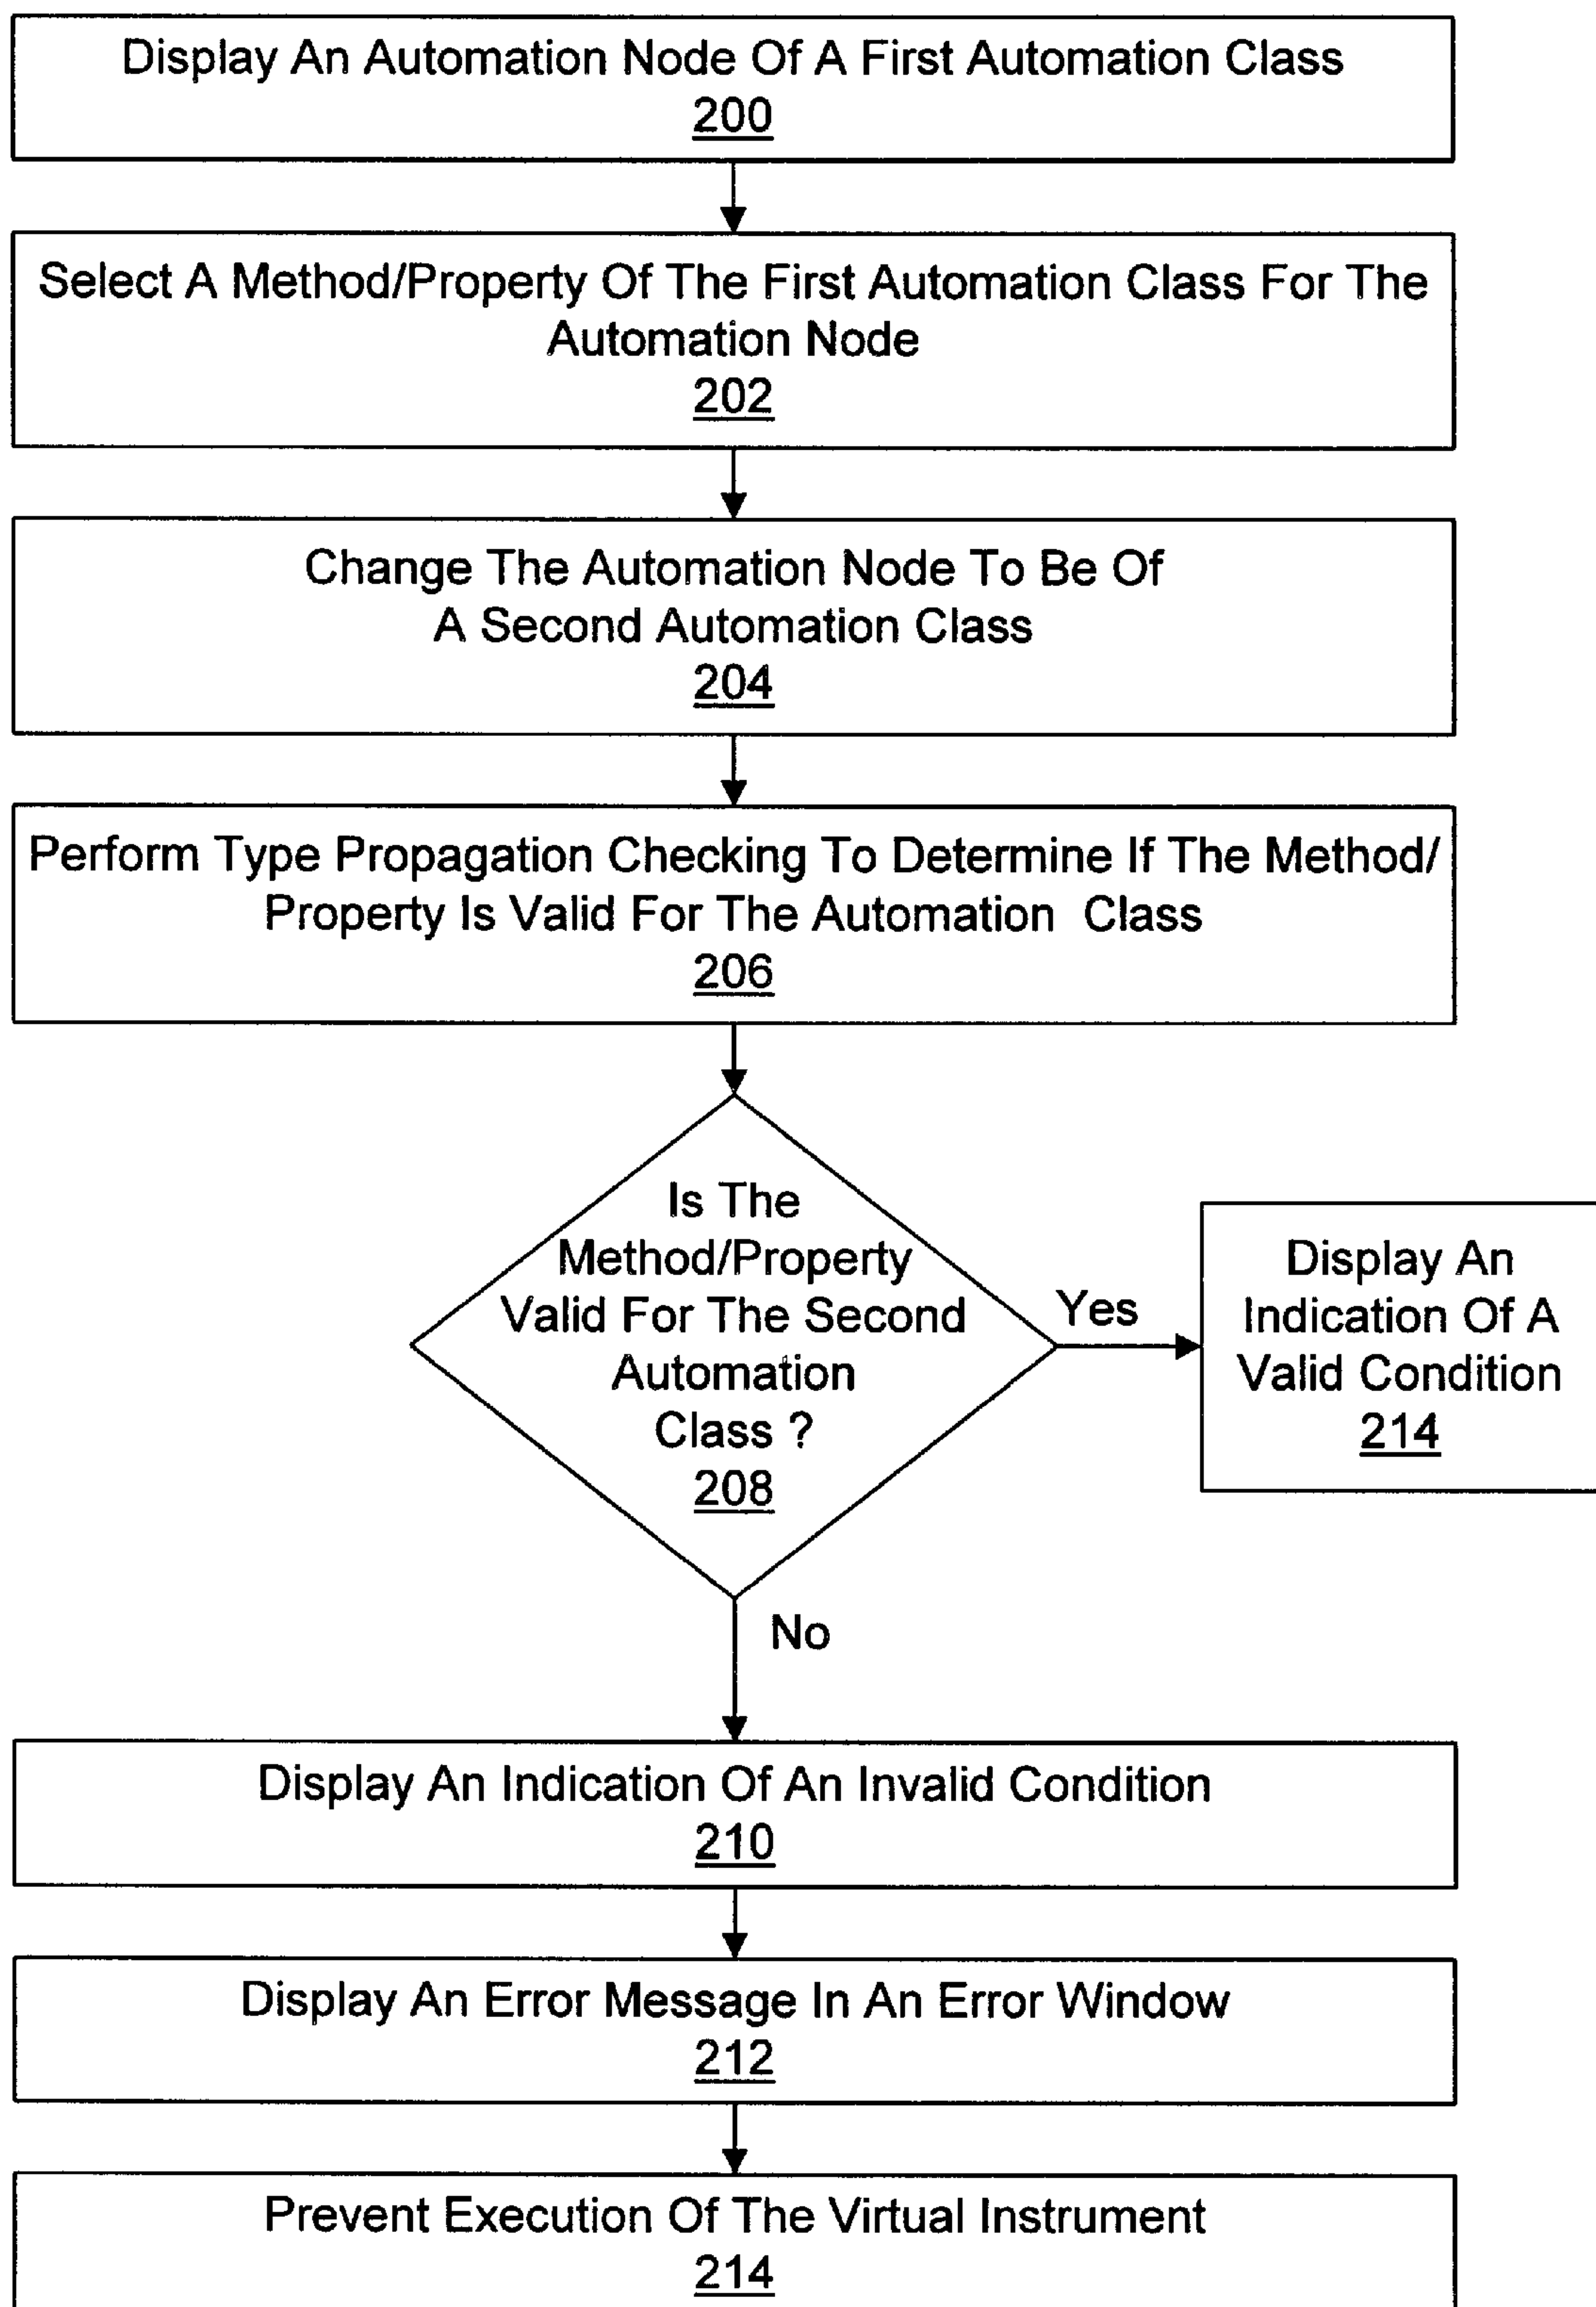 Display An Automation Node Of A First Automation Class
200
Select A Method/Property Of The First Automation Class For The
Automation Node
202
Change The Automation Node To Be Of
A Second Automation Class
204
Perform Type Propagation Checking To Determine If The Method/
Property Is Valid For The Automation Class
206
Is The
Method/Property
Valid For The Second
Automation
Class ?
208
Yes
Display An
Indication Of A
Valid Condition
214
No
Display An Indication Of An Invalid Condition
210
Display An Error Message In An Error Window
212
Prevent Execution Of The Virtual Instrument
214